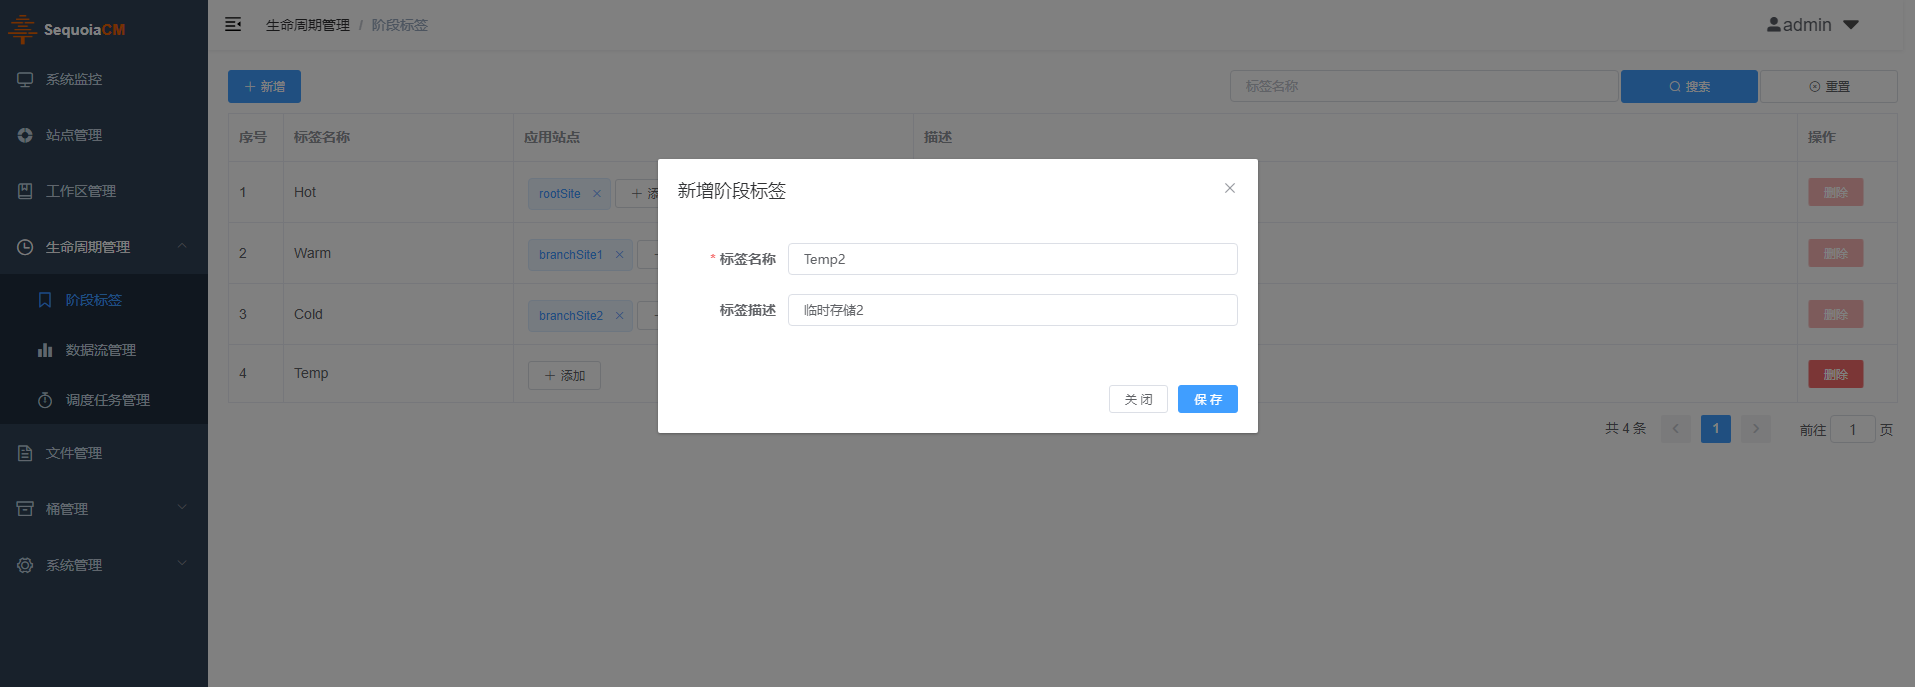 SequoiaCM
系统监控
站点管理
工作区管理
生命周期管理
阶段标签
数据流管理
调度任务管理
文件管理
桶管理
系统管理
生命周期管理 / 阶段标签
admin
新增
标签名称
搜索
重置
序号 标签名称 应用站点 描述 操作
1 Hot rootSite 添 删除
2 Warm branchSite1 删除
3 Cold branchSite2 删除
4 Temp 添加 删除
共 4 条 1 前往 1 页
新增阶段标签
* 标签名称 Temp2
标签描述 临时存储2
关 闭 保 存